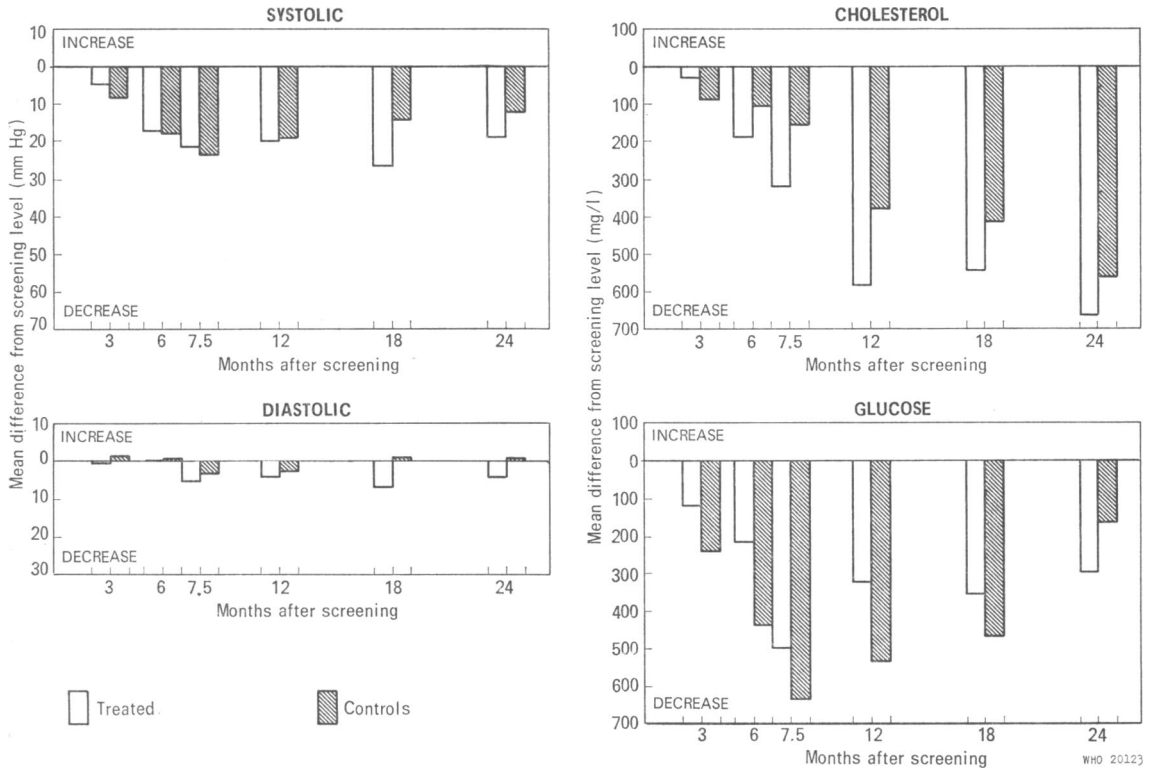 SYSTOLIC
10
INCREASE
0
10
20
30
40
50
60
DECREASE
70
3 6 7.5 12 18 24
Months after screening
Mean difference from screening level (mm Hg)
DIASTOLIC
10
INCREASE
0
10
20
DECREASE
30
3 6 7.5 12 18 24
Months after screening
Treated
Controls
CHOLESTEROL
100
INCREASE
0
100
200
300
400
500
600
DECREASE
700
3 6 7.5 12 18 24
Months after screening
Mean difference from screening level (mg/l)
GLUCOSE
100
INCREASE
0
100
200
300
400
500
600
DECREASE
700
3 6 7.5 12 18 24
Months after screening
WHO 20123